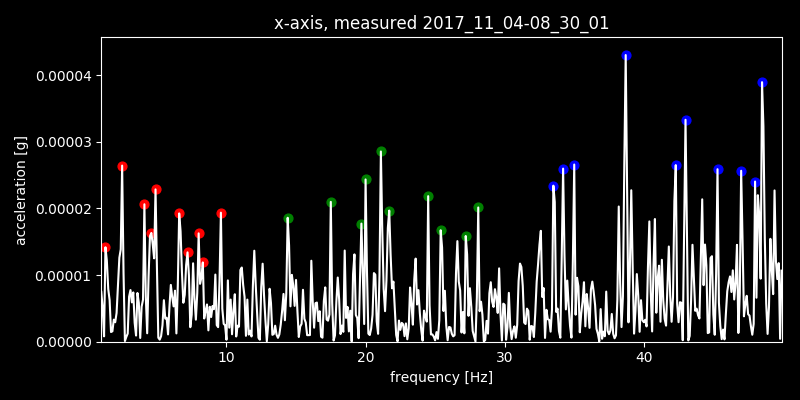 x-axis, measured 2017_11_04-08_30_01
acceleration [g]
0.00004
0.00003
0.00002
0.00001
0.00000
10 20 30 40
frequency [Hz]